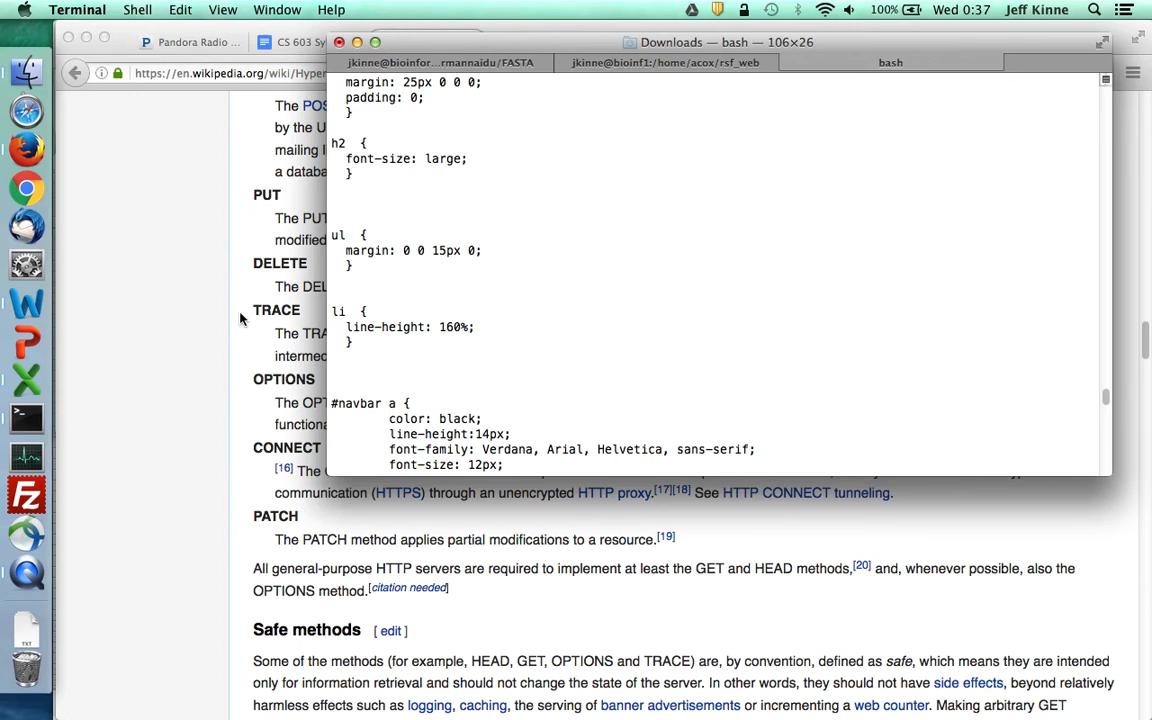 Terminal Shell Edit View Window Help 100% Wed 0:37 Jeff Kinne
Pandora Radio ... CS 603 Sy
Downloads — bash — 106×26
jkinne@bioinfor...rmannaidu/FASTA jkinne@bioinf1:/home/acox/rsf_web bash
https://en.wikipedia.org/wiki/Hyper
margin: 25px 0 0 0;
padding: 0;
}
h2 {
font-size: large;
}
ul {
margin: 0 0 15px 0;
}
li {
line-height: 160%;
}
#navbar a {
color: black;
line-height:14px;
font-family: Verdana, Arial, Helvetica, sans-serif;
font-size: 12px;
The POS
by the U
mailing l
a databa
PUT
The PUT
modified
DELETE
The DEL
TRACE
The TRA
intermed
OPTIONS
The OPT
functiona
CONNECT
[16] The C
communication (HTTPS) through an unencrypted HTTP proxy.[17][18] See HTTP CONNECT tunneling.
PATCH
The PATCH method applies partial modifications to a resource.[19]
All general-purpose HTTP servers are required to implement at least the GET and HEAD methods,[20] and, whenever possible, also the
OPTIONS method.[citation needed]
Safe methods [ edit ]
Some of the methods (for example, HEAD, GET, OPTIONS and TRACE) are, by convention, defined as safe, which means they are intended
only for information retrieval and should not change the state of the server. In other words, they should not have side effects, beyond relatively
harmless effects such as logging, caching, the serving of banner advertisements or incrementing a web counter. Making arbitrary GET
TXT